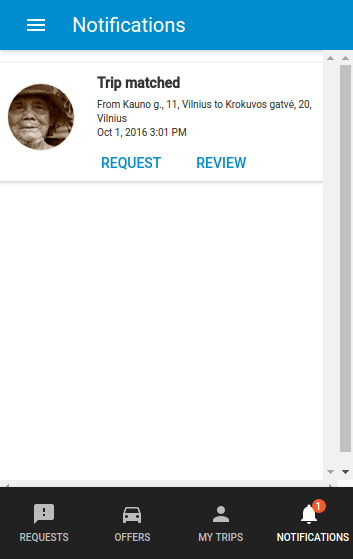 Notifications
Trip matched
From Kauno g., 11, Vilnius to Krokuvos gatvė, 20,
Vilnius
Oct 1, 2016 3:01 PM
REQUEST REVIEW
1
REQUESTS OFFERS MY TRIPS NOTIFICATIONS